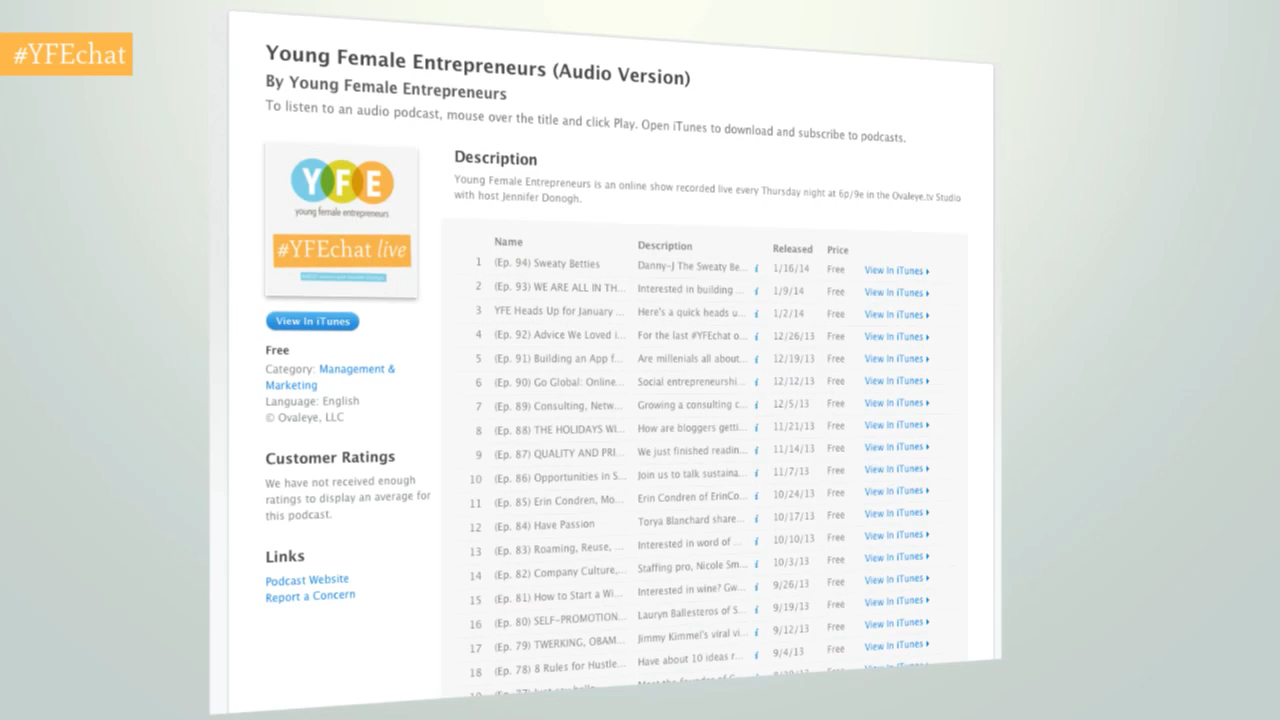 #YFEchat
Young Female Entrepreneurs (Audio Version)
By Young Female Entrepreneurs
To listen to an audio podcast, mouse over the title and click Play. Open iTunes to download and subscribe to podcasts.
YFE
young female entrepreneurs
#YFEchat live
View In iTunes
Free
Category: Management &
Marketing
Language: English
© Ovaleye, LLC
Customer Ratings
We have not received enough
ratings to display an average for
this podcast.
Links
Podcast Website
Report a Concern
Description
Young Female Entrepreneurs is an online show recorded live every Thursday night at 6p/9e in the Ovaleye.tv Studio
with host Jennifer Donogh.
Name Description Released Price
1 (Ep. 94) Sweaty Betties Danny-J The Sweaty Be... i 1/16/14 Free View In iTunes
2 (Ep. 93) WE ARE ALL IN TH... Interested in building ... i 1/9/14 Free View In iTunes
3 YFE Heads Up for January ... Here's a quick heads u... i 1/2/14 Free View In iTunes
4 (Ep. 92) Advice We Loved i... For the last #YFEchat o... i 12/26/13 Free View In iTunes
5 (Ep. 91) Building an App f... Are millenials all about... i 12/19/13 Free View In iTunes
6 (Ep. 90) Go Global: Online... Social entrepreneurshi... i 12/12/13 Free View In iTunes
7 (Ep. 89) Consulting, Netw... Growing a consulting c... i 12/5/13 Free View In iTunes
8 (Ep. 88) THE HOLIDAYS WI... How are bloggers getti... i 11/21/13 Free View In iTunes
9 (Ep. 87) QUALITY AND PRI... We just finished readin... i 11/14/13 Free View In iTunes
10 (Ep. 86) Opportunities in S... Join us to talk sustaina... i 11/7/13 Free View In iTunes
11 (Ep. 85) Erin Condren, Mo... Erin Condren of ErinCo... i 10/24/13 Free View In iTunes
12 (Ep. 84) Have Passion Torya Blanchard share... i 10/17/13 Free View In iTunes
13 (Ep. 83) Roaming, Reuse, ... Interested in word of ... i 10/10/13 Free View In iTunes
14 (Ep. 82) Company Culture,... Staffing pro, Nicole Sm... i 10/3/13 Free View In iTunes
15 (Ep. 81) How to Start a Wi... Interested in wine? Gw... i 9/26/13 Free View In iTunes
16 (Ep. 80) SELF-PROMOTION... Lauryn Ballesteros of S... i 9/19/13 Free View In iTunes
17 (Ep. 79) TWERKING, OBAM... Jimmy Kimmel's viral vi... i 9/12/13 Free View In iTunes
18 (Ep. 78) 8 Rules for Hustle... Have about 10 ideas r... i 9/4/13 Free View In iTunes